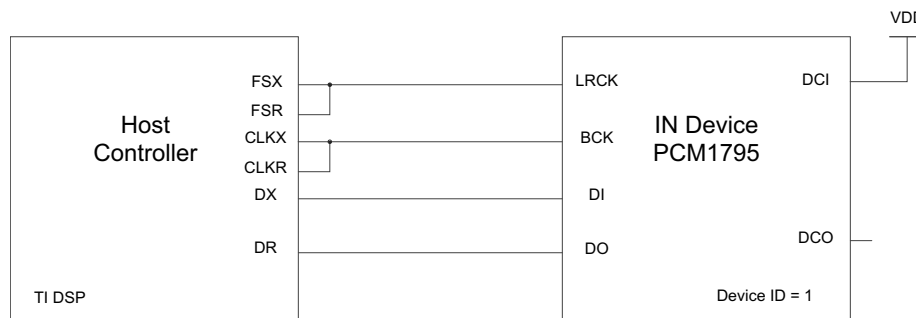 VDD
FSX
FSR
CLKX
CLKR
DX
DR
Host
Controller
TI DSP
LRCK
BCK
DI
DO
IN Device
PCM1795
DCI
DCO
Device ID = 1